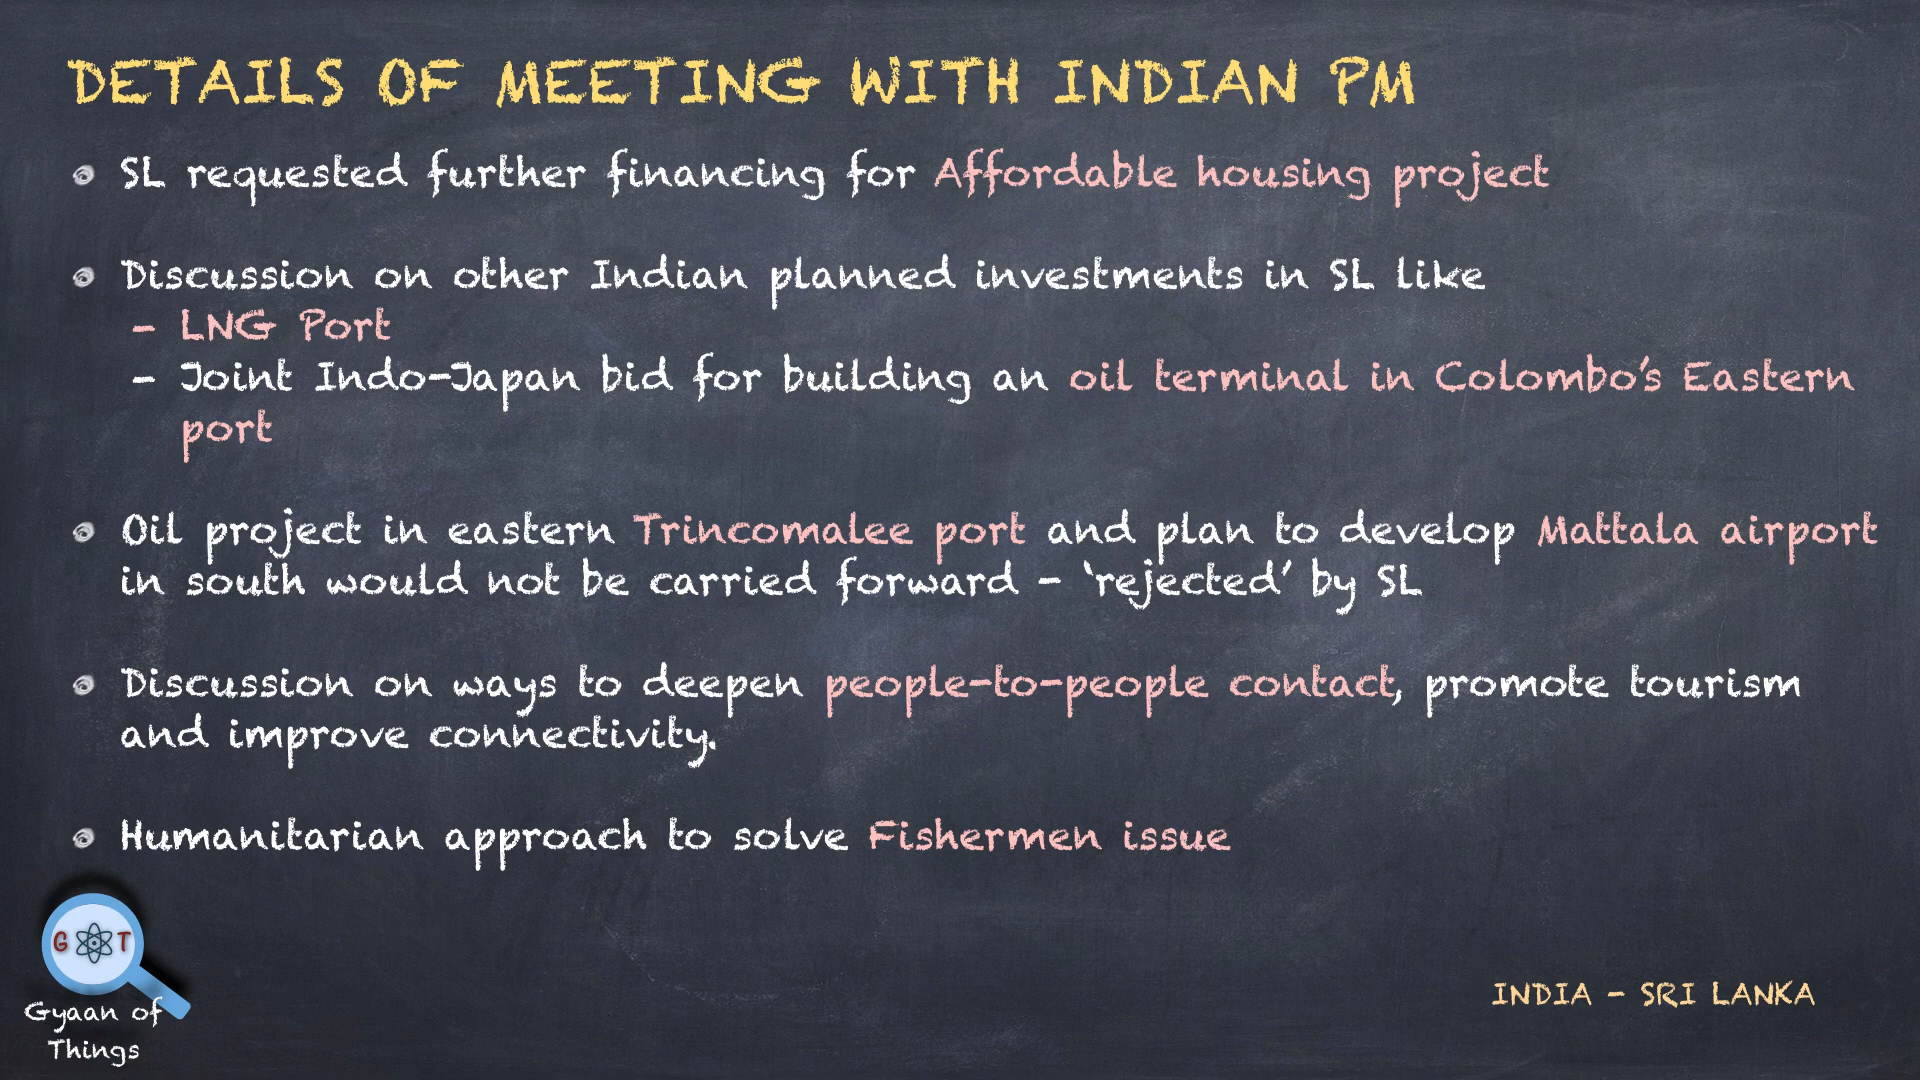 DETAILS OF MEETING WITH INDIAN PM
SL requested further financing for Affordable housing project
Discussion on other Indian planned investments in SL like
- LNG Port
- Joint Indo-Japan bid for building an oil terminal in Colombo's Eastern
port
Oil project in eastern Trincomalee port and plan to develop Mattala airport
in south would not be carried forward - 'rejected' by SL
Discussion on ways to deepen people-to-people contact, promote tourism
and improve connectivity.
Humanitarian approach to solve Fishermen issue
G T
Gyaan of
Things
INDIA - SRI LANKA